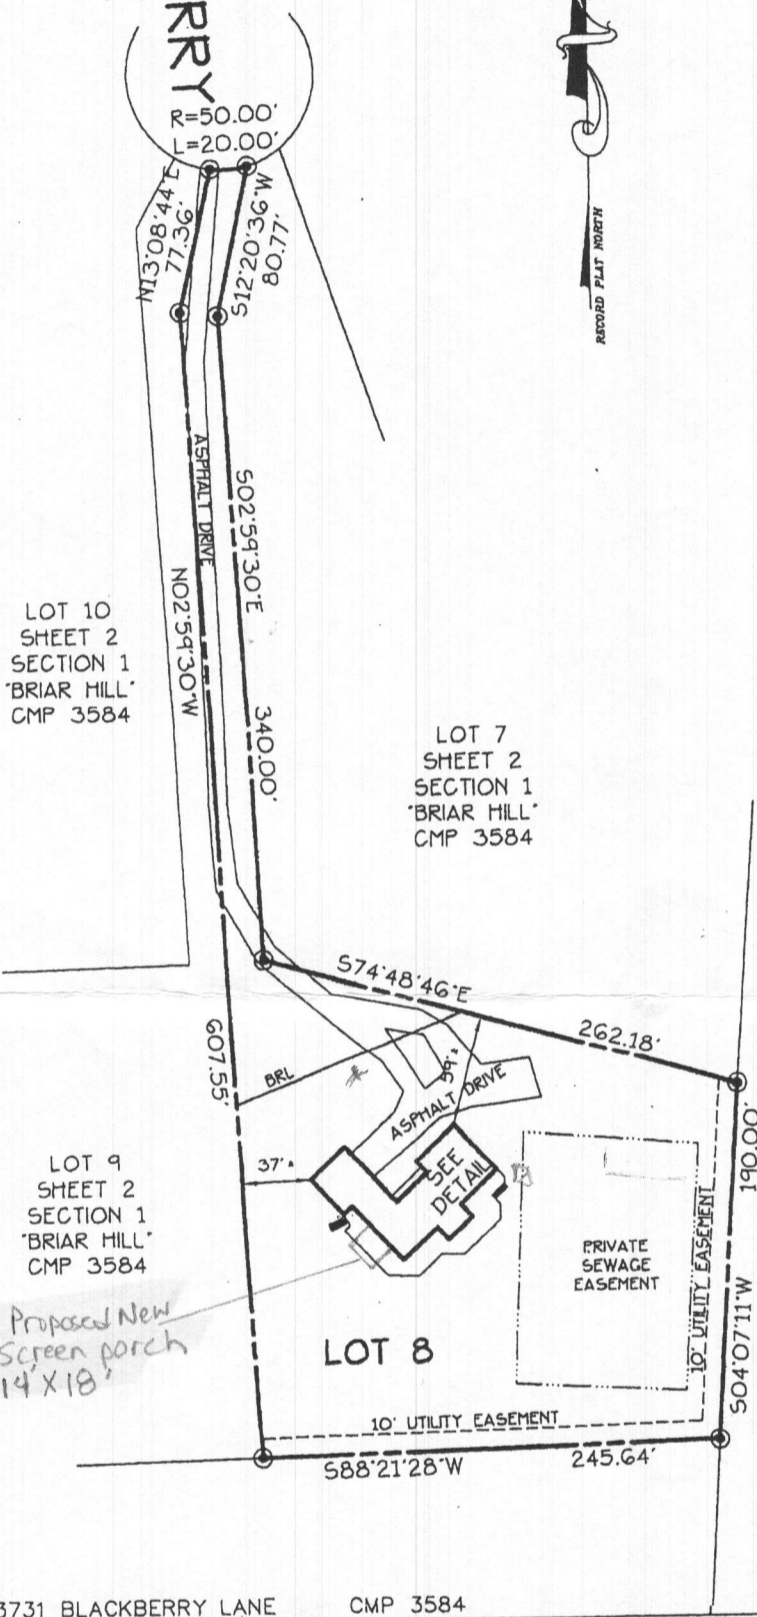 RRY
R=50.00'
L=20.00'
N13°08'44"E
77.36'
S12°20'36"W
80.77'
RECORD PLAT NORTH
ASPHALT DRIVE
S02°59'30"E
340.00'
N02°59'30"W
607.55'
LOT 10
SHEET 2
SECTION 1
"BRIAR HILL"
CMP 3584
LOT 7
SHEET 2
SECTION 1
"BRIAR HILL"
CMP 3584
S74°48'46"E
262.18'
BRL
59'±
ASPHALT DRIVE
37'±
SEE
DETAIL
LOT 9
SHEET 2
SECTION 1
"BRIAR HILL"
CMP 3584
PRIVATE
SEWAGE
EASEMENT
10' UTILITY EASEMENT
190.00'
S04°07'11"W
Proposed New
Screen porch
14' X 18'
LOT 8
10' UTILITY EASEMENT
S88°21'28"W
245.64'
3731 BLACKBERRY LANE CMP 3584